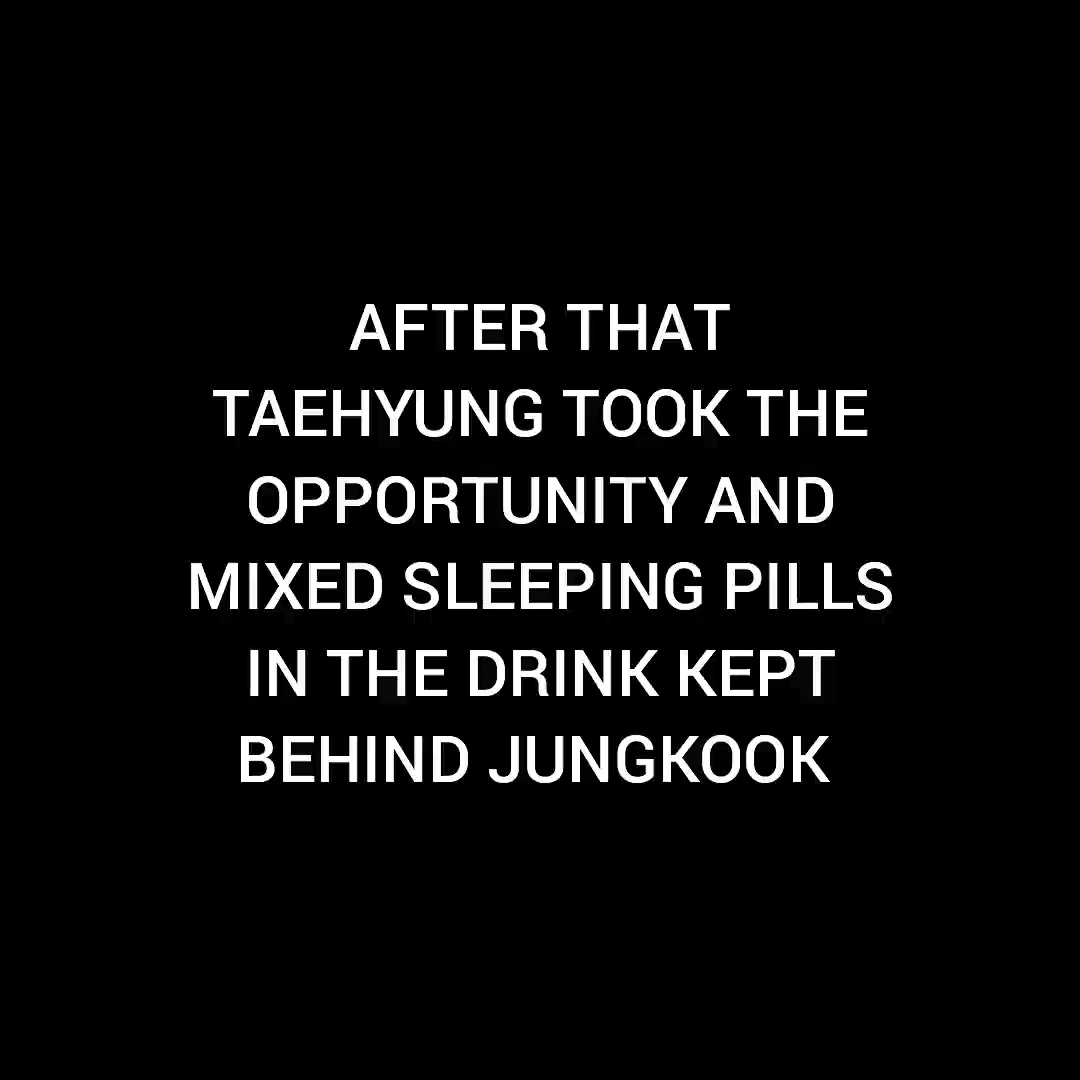 AFTER THAT
TAEHYUNG TOOK THE
OPPORTUNITY AND
MIXED SLEEPING PILLS
IN THE DRINK KEPT
BEHIND JUNGKOOK